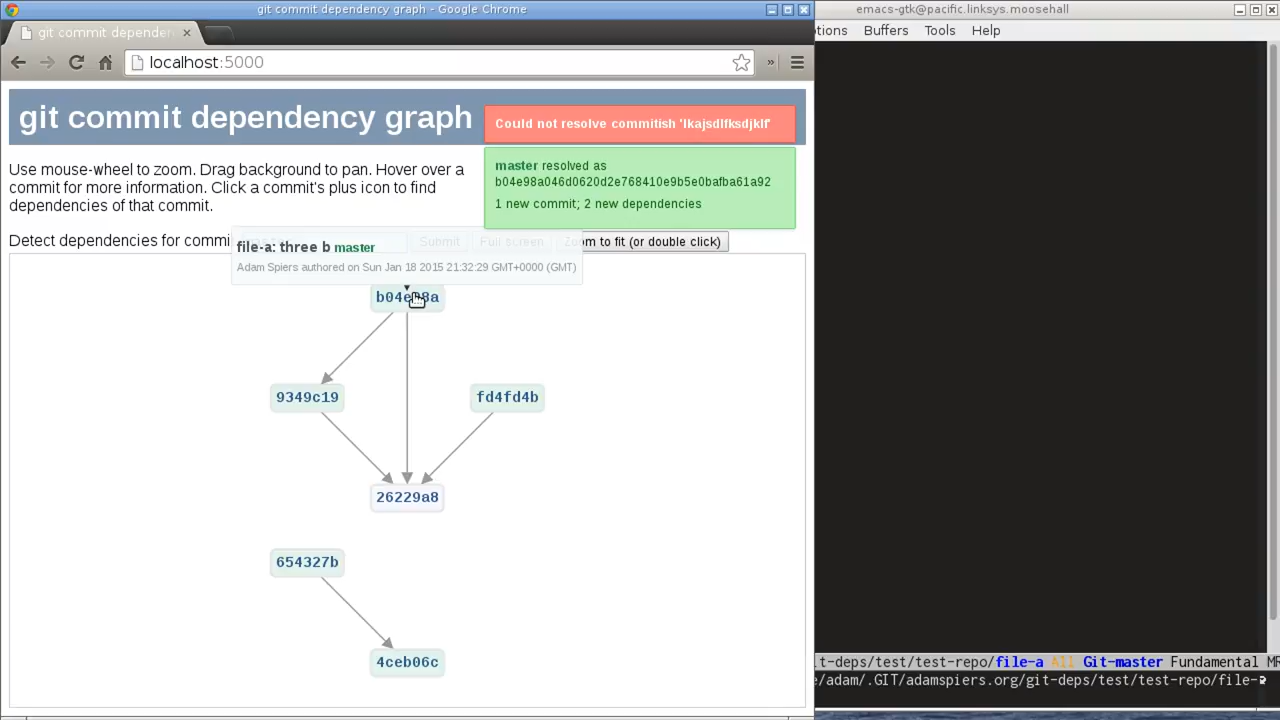 git commit dependency graph - Google Chrome
emacs-gtk@pacific.linksys.moosehall
git commit depender
tions Buffers Tools Help
localhost:5000
git commit dependency graph
Could not resolve commitish 'lkajsdlfksdjklf'
Use mouse-wheel to zoom. Drag background to pan. Hover over a
commit for more information. Click a commit's plus icon to find
dependencies of that commit.
master resolved as
b04e98a046d0620d2e768410e9b5e0bafba61a92
1 new commit; 2 new dependencies
Detect dependencies for commi
Submit
Full screen
Zoom to fit (or double click)
file-a: three b master
Adam Spiers authored on Sun Jan 18 2015 21:32:29 GMT+0000 (GMT)
b04e98a
9349c19
fd4fd4b
26229a8
654327b
4ceb06c
it-deps/test/test-repo/file-a All Git-master Fundamental MR
e/adam/.GIT/adamspiers.org/git-deps/test/test-repo/file-